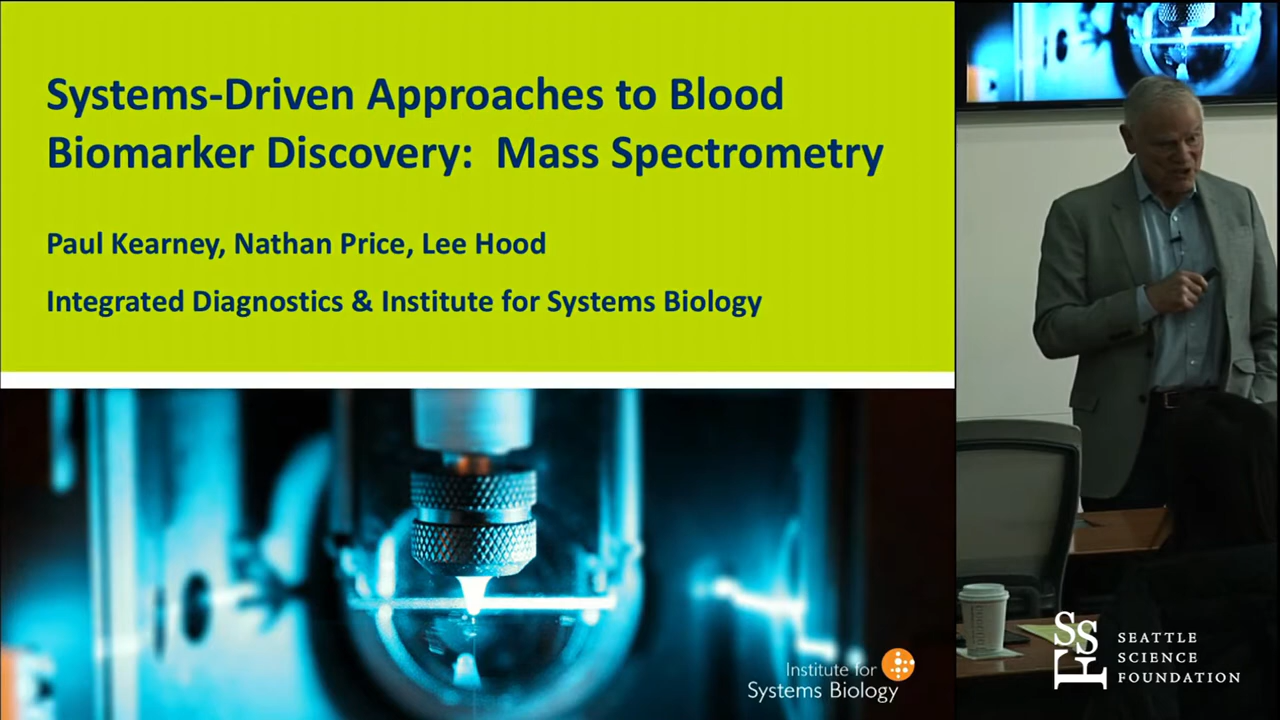 Systems-Driven Approaches to Blood
Biomarker Discovery: Mass Spectrometry
Paul Kearney, Nathan Price, Lee Hood
Integrated Diagnostics & Institute for Systems Biology
Institute for
Systems Biology
SSF
SEATTLE
SCIENCE
FOUNDATION